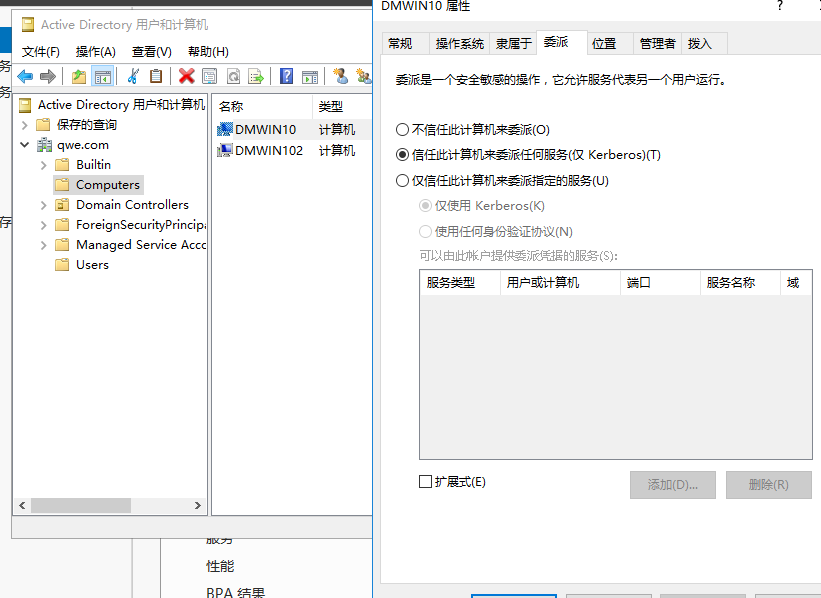 Active Directory 用户和计算机
文件(F) 操作(A) 查看(V) 帮助(H)
务
务
存
Active Directory 用户和计算机
保存的查询
qwe.com
Builtin
Computers
Domain Controllers
ForeignSecurityPrincipa
Managed Service Acco
Users
名称 类型
DMWIN10 计算机
DMWIN102 计算机
服务
性能
BPA 结果
DMWIN10 属性 ?
常规 操作系统 隶属于 委派 位置 管理者 拨入
委派是一个安全敏感的操作，它允许服务代表另一个用户运行。
不信任此计算机来委派(O)
信任此计算机来委派任何服务(仅 Kerberos)(T)
仅信任此计算机来委派指定的服务(U)
仅使用 Kerberos(K)
使用任何身份验证协议(N)
可以由此帐户提供委派凭据的服务(S):
服务类型 用户或计算机 端口 服务名称 域
扩展式(E)
添加(D)... 删除(R)